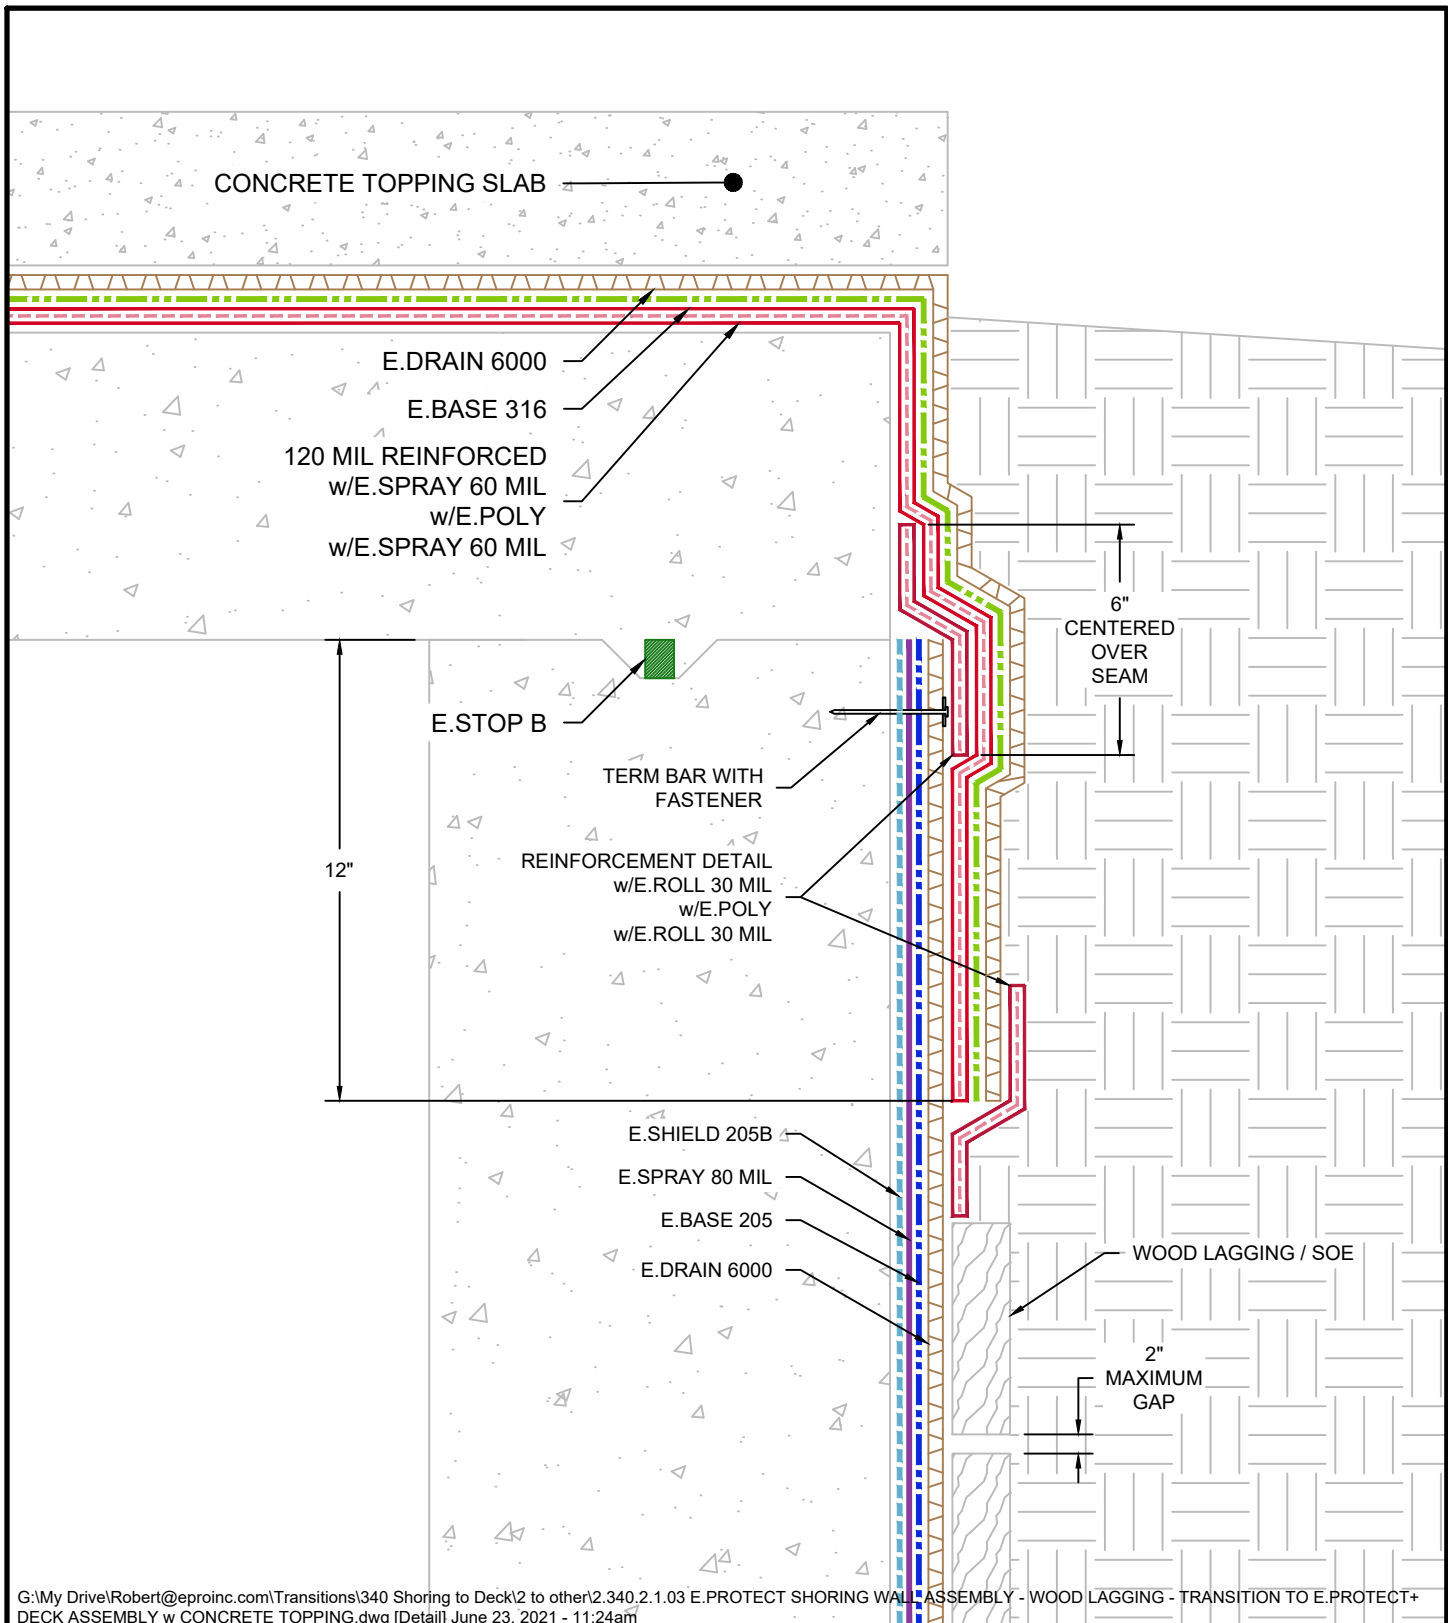 CONCRETE TOPPING SLAB
E.DRAIN 6000
E.BASE 316
120 MIL REINFORCED
w/E.SPRAY 60 MIL
w/E.POLY
w/E.SPRAY 60 MIL
6"
CENTERED
OVER
SEAM
E.STOP B
TERM BAR WITH
FASTENER
12"
REINFORCEMENT DETAIL
w/E.ROLL 30 MIL
w/E.POLY
w/E.ROLL 30 MIL
E.SHIELD 205B
E.SPRAY 80 MIL
E.BASE 205
E.DRAIN 6000
WOOD LAGGING / SOE
2"
MAXIMUM
GAP
G:\My Drive\Robert@eproinc.com\Transitions\340 Shoring to Deck\2 to other\2.340.2.1.03 E.PROTECT SHORING WALL ASSEMBLY - WOOD LAGGING - TRANSITION TO E.PROTECT+
DECK ASSEMBLY w CONCRETE TOPPING.dwg [Detail] June 23, 2021 - 11:24am